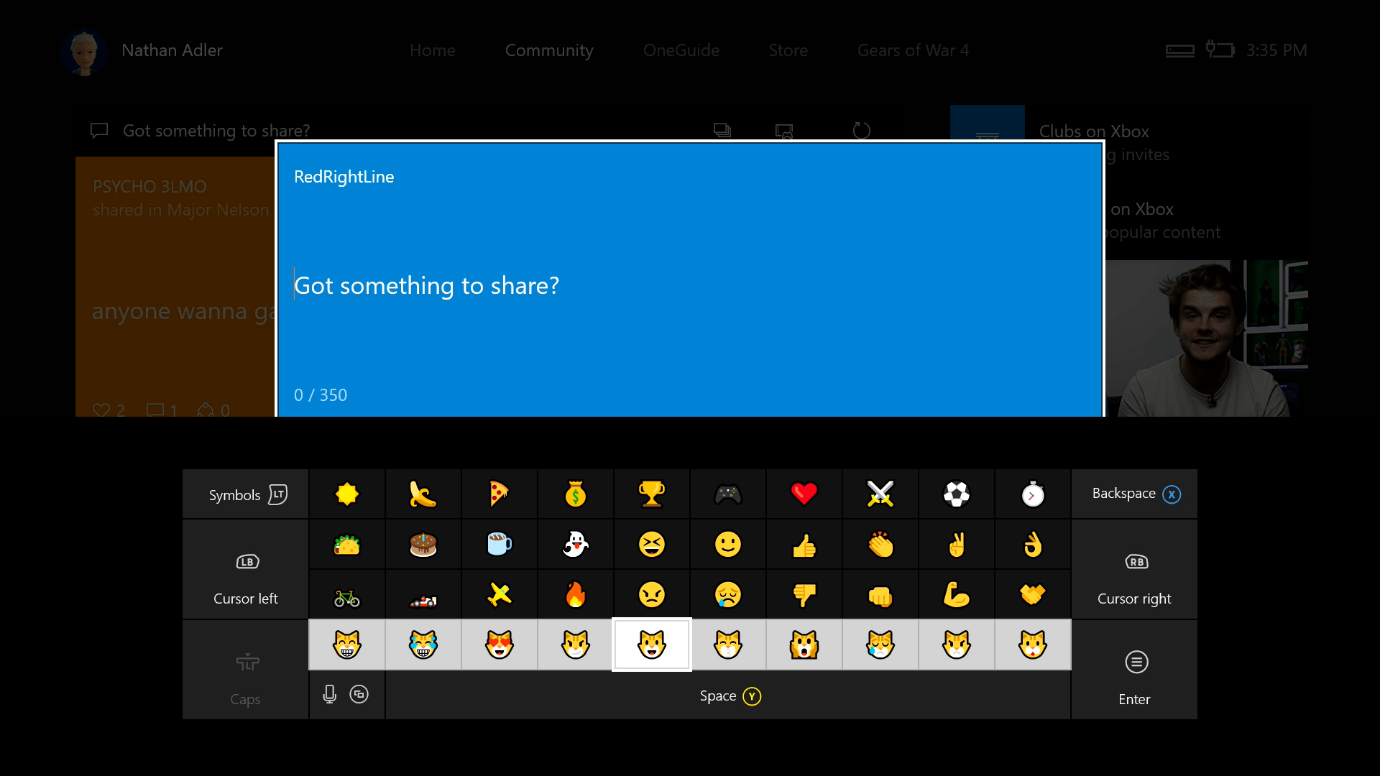 Nathan Adler
Home
Community
OneGuide
Store
Gears of War 4
3:35 PM
Got something to share?
Clubs on Xbox
invites
PSYCHO 3LMO
shared in Major Nelson
on Xbox
popular content
anyone wanna
2
1
0
RedRightLine
Got something to share?
0 / 350
Symbols LT
Backspace X
LB
Cursor left
RB
Cursor right
Caps
Space Y
Enter